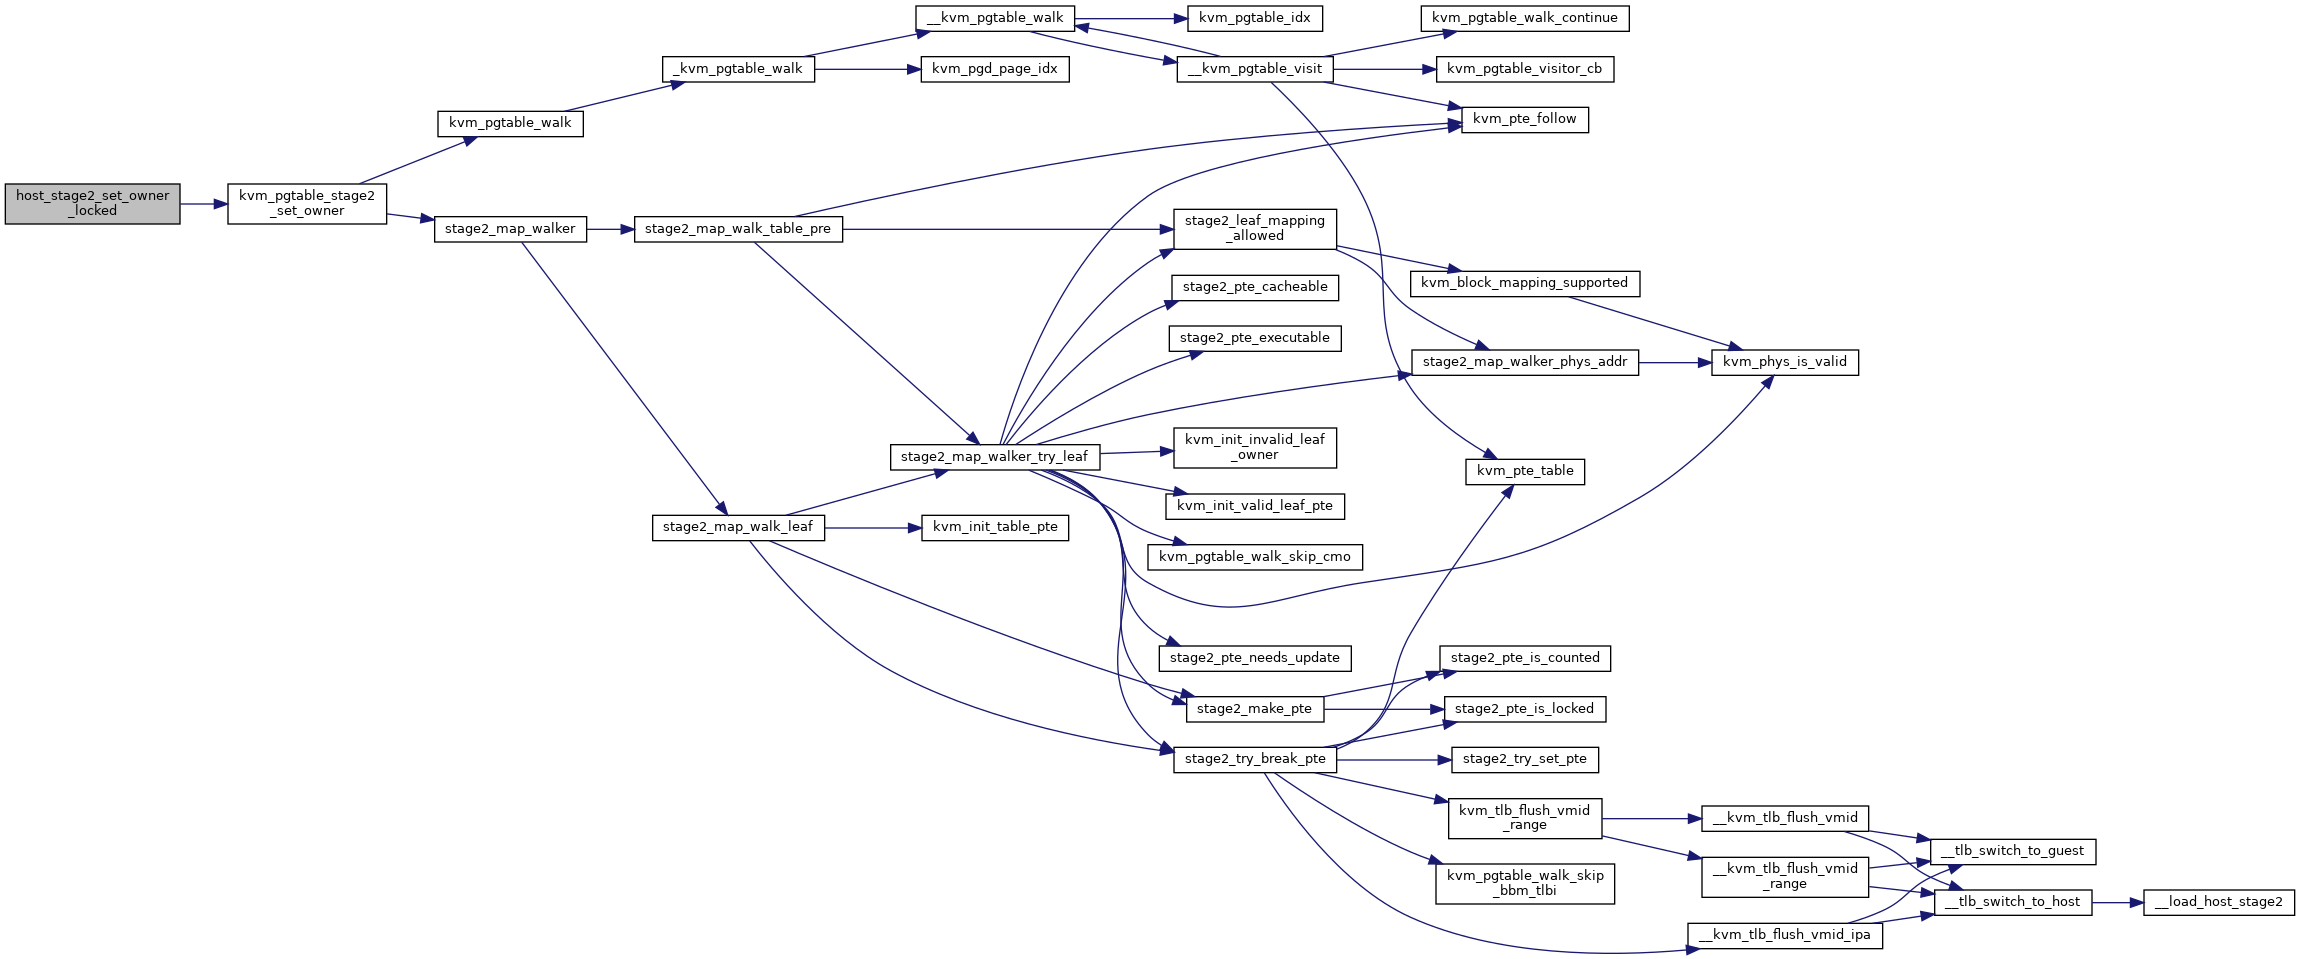 __kvm_pgtable_walk
kvm_pgtable_idx
kvm_pgtable_walk_continue
_kvm_pgtable_walk
kvm_pgd_page_idx
__kvm_pgtable_visit
kvm_pgtable_visitor_cb
kvm_pgtable_walk
kvm_pte_follow
host_stage2_set_owner
_locked
kvm_pgtable_stage2
_set_owner
stage2_map_walker
stage2_map_walk_table_pre
stage2_leaf_mapping
_allowed
stage2_pte_cacheable
kvm_block_mapping_supported
stage2_pte_executable
stage2_map_walker_phys_addr
kvm_phys_is_valid
stage2_map_walker_try_leaf
kvm_init_invalid_leaf
_owner
kvm_pte_table
kvm_init_valid_leaf_pte
stage2_map_walk_leaf
kvm_init_table_pte
kvm_pgtable_walk_skip_cmo
stage2_pte_needs_update
stage2_pte_is_counted
stage2_make_pte
stage2_pte_is_locked
stage2_try_break_pte
stage2_try_set_pte
kvm_tlb_flush_vmid
_range
__kvm_tlb_flush_vmid
__tlb_switch_to_guest
__kvm_tlb_flush_vmid
_range
kvm_pgtable_walk_skip
_bbm_tlbi
__tlb_switch_to_host
__load_host_stage2
__kvm_tlb_flush_vmid_ipa